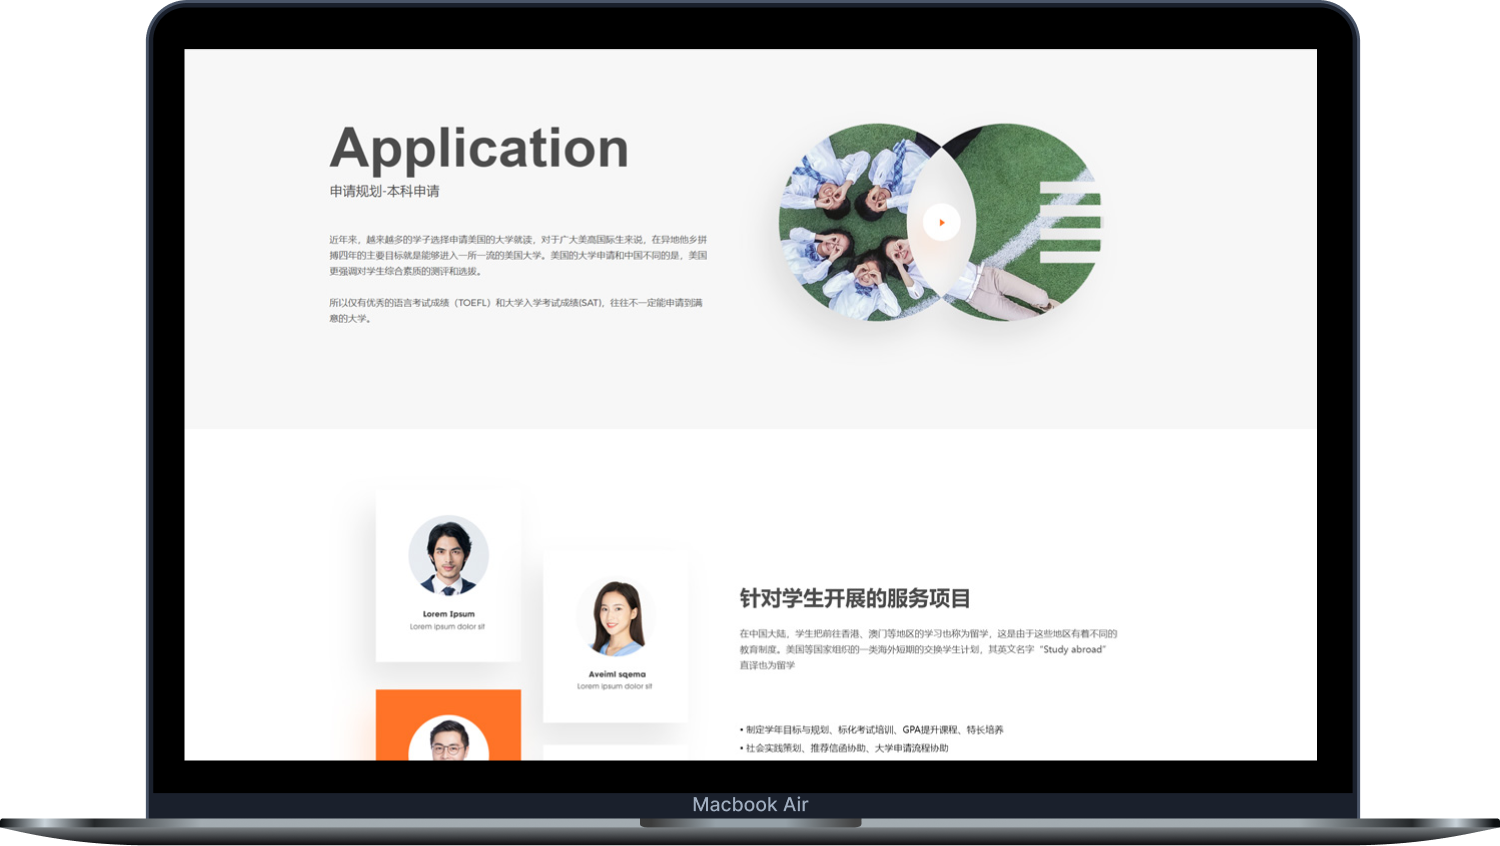 Application
申请规划-本科申请
近年来，越来越多的学子选择申请美国的大学就读，对于广大美高国际生来说，在异地他乡拼
搏四年的主要目标就是能够进入一所一流的美国大学。美国的大学申请和中国不同的是，美国
更强调对学生综合素质的测评和选拔。
所以仅有优秀的语言考试成绩（TOEFL）和大学入学考试成绩(SAT)，往往不一定能申请到满
意的大学。
Lorem Ipsum
Lorem ipsum dolor sit
Aveiml sqema
Lorem ipsum dolor sit
针对学生开展的服务项目
在中国大陆，学生把前往香港、澳门等地区的学习也称为留学，这是由于这些地区有着不同的
教育制度。美国等国家组织的一类海外短期的交换学生计划，其英文名字“Study abroad”
直译也为留学
• 制定学年目标与规划、标化考试培训、GPA提升课程、特长培养
• 社会实践策划、推荐信函协助、大学申请流程协助
Macbook Air